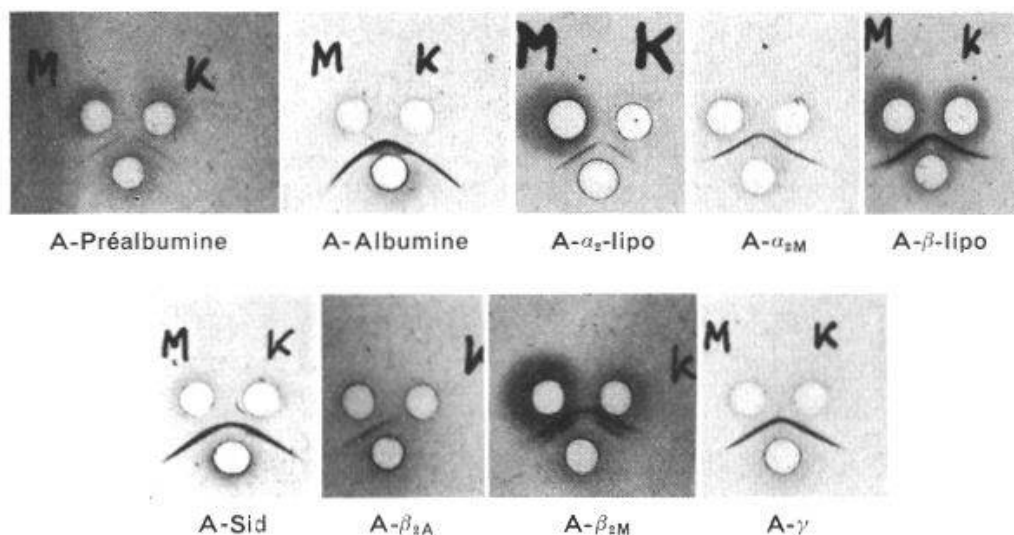 M K M K M K M K
A-Préalbumine A-Albumine A-α₂-lipo A-α₂M A-β-lipo
M K K M K
A-Sid A-β₂A A-β₂M A-γ